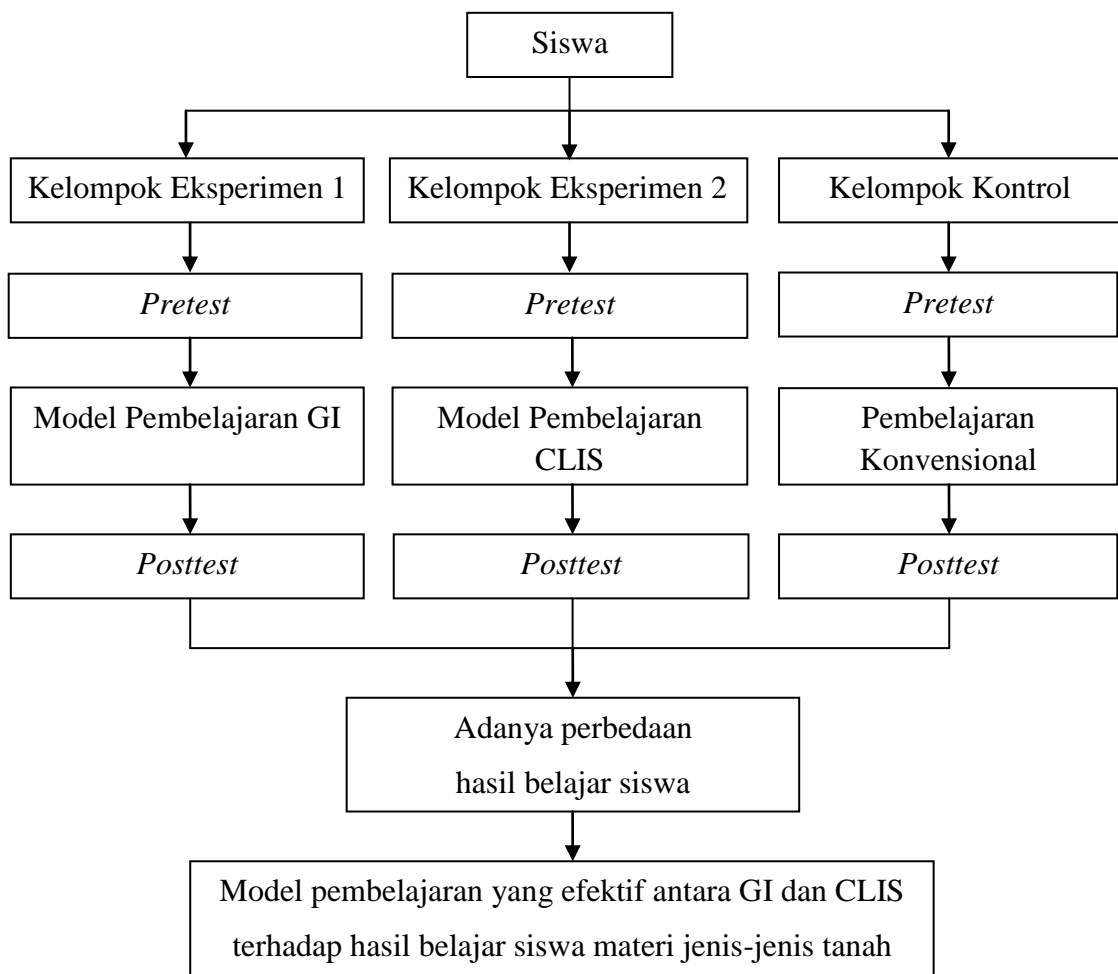 Siswa
Kelompok Eksperimen 1
Kelompok Eksperimen 2
Kelompok Kontrol
Pretest
Pretest
Pretest
Model Pembelajaran GI
Model Pembelajaran
CLIS
Pembelajaran
Konvensional
Posttest
Posttest
Posttest
Adanya perbedaan
hasil belajar siswa
Model pembelajaran yang efektif antara GI dan CLIS
terhadap hasil belajar siswa materi jenis-jenis tanah